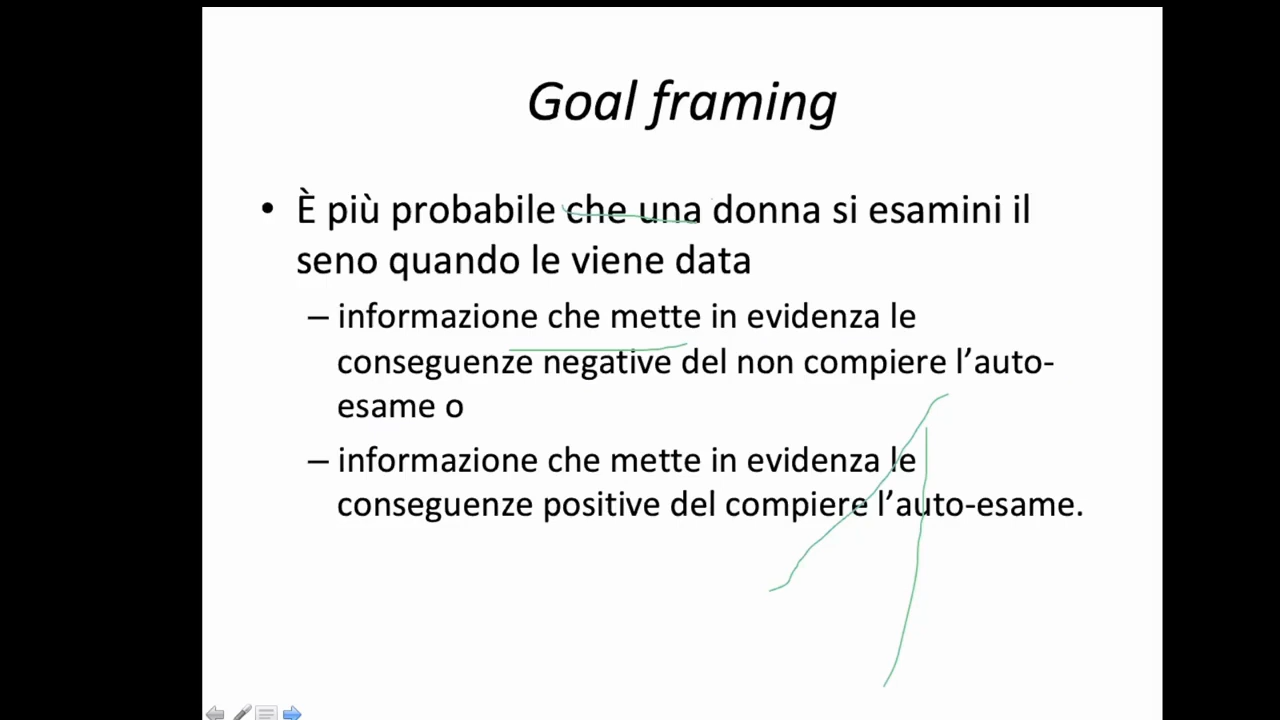 Goal framing
• È più probabile che una donna si esamini il
seno quando le viene data
– informazione che mette in evidenza le
conseguenze negative del non compiere l’auto-
esame o
– informazione che mette in evidenza le
conseguenze positive del compiere l’auto-esame.